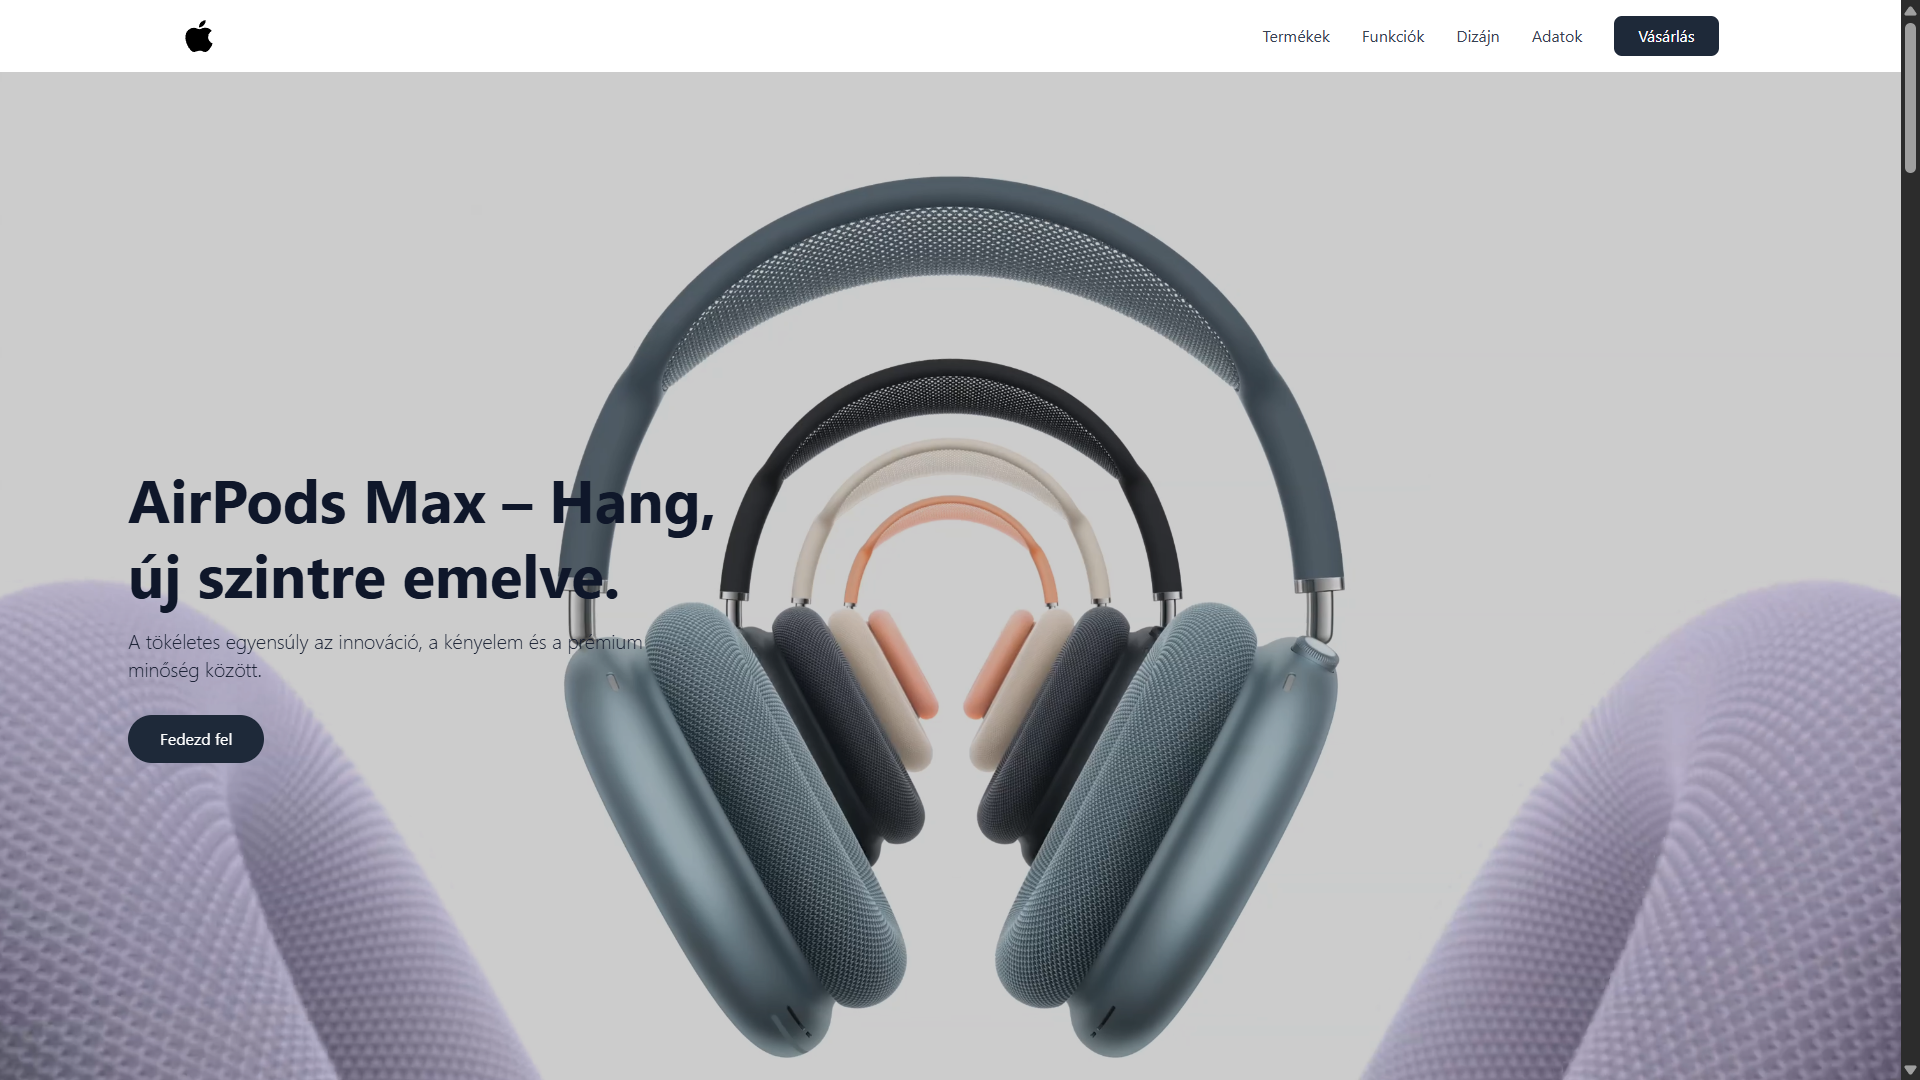 Termékek
Funkciók
Dizájn
Adatok
Vásárlás
AirPods Max – Hang,
új szintre emelve.
A tökéletes egyensúly az innováció, a kényelem és a prémium
minőség között.
Fedezd fel